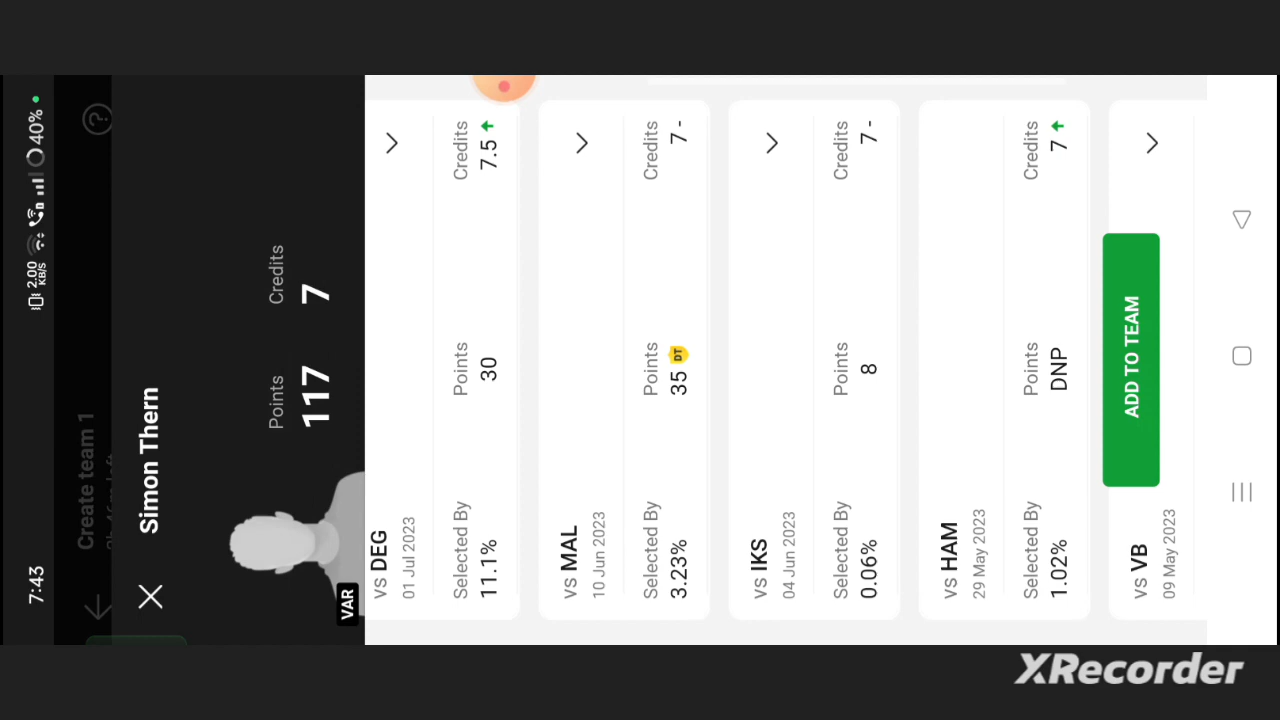 7:43
2.00
KB/S
40%
Create team 1
Simon Thern
Points
117
Credits
7
VAR
vs DEG
01 Jul 2023
Selected By
11.1%
Points
30
Credits
7.5
vs MAL
10 Jun 2023
Selected By
3.23%
Points
35 DT
Credits
7 -
vs IKS
04 Jun 2023
Selected By
0.06%
Points
8
Credits
7 -
vs HAM
29 May 2023
Selected By
1.02%
Points
DNP
Credits
7
vs VB
09 May 2023
ADD TO TEAM
XRecorder